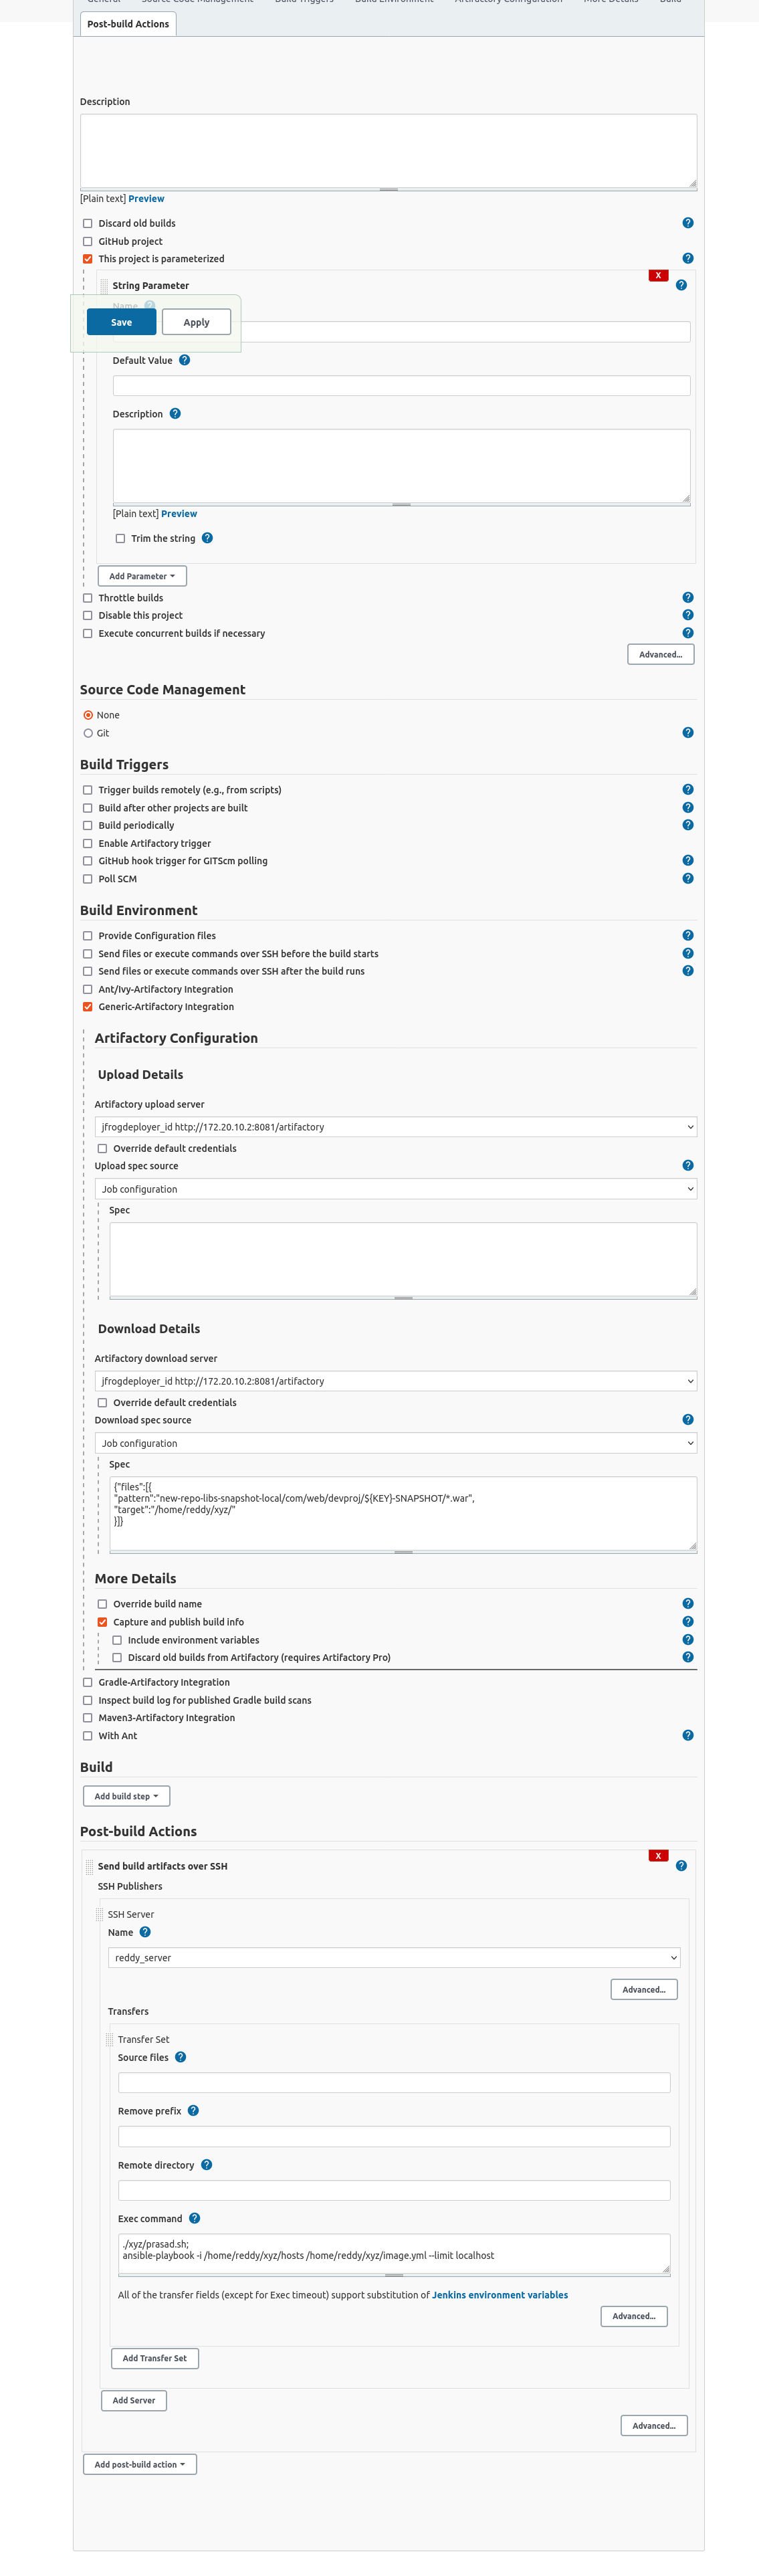 General Source Code Management Build Triggers Build Environment Artifactory Configuration More Details Build
Post-build Actions
Description
[Plain text] Preview
Discard old builds
GitHub project
This project is parameterized
X
String Parameter
Name
Save
Apply
Default Value
Description
[Plain text] Preview
Trim the string
Add Parameter
Throttle builds
Disable this project
Execute concurrent builds if necessary
Advanced...
Source Code Management
None
Git
Build Triggers
Trigger builds remotely (e.g., from scripts)
Build after other projects are built
Build periodically
Enable Artifactory trigger
GitHub hook trigger for GITScm polling
Poll SCM
Build Environment
Provide Configuration files
Send files or execute commands over SSH before the build starts
Send files or execute commands over SSH after the build runs
Ant/Ivy-Artifactory Integration
Generic-Artifactory Integration
Artifactory Configuration
Upload Details
Artifactory upload server
jfrogdeployer_id http://172.20.10.2:8081/artifactory
Override default credentials
Upload spec source
Job configuration
Spec
Download Details
Artifactory download server
jfrogdeployer_id http://172.20.10.2:8081/artifactory
Override default credentials
Download spec source
Job configuration
Spec
{"files":[{
"pattern":"new-repo-libs-snapshot-local/com/web/devproj/${KEY}-SNAPSHOT/*.war",
"target":"/home/reddy/xyz/"
}]}
More Details
Override build name
Capture and publish build info
Include environment variables
Discard old builds from Artifactory (requires Artifactory Pro)
Gradle-Artifactory Integration
Inspect build log for published Gradle build scans
Maven3-Artifactory Integration
With Ant
Build
Add build step
Post-build Actions
X
Send build artifacts over SSH
SSH Publishers
SSH Server
Name
reddy_server
Advanced...
Transfers
Transfer Set
Source files
Remove prefix
Remote directory
Exec command
./xyz/prasad.sh;
ansible-playbook -i /home/reddy/xyz/hosts /home/reddy/xyz/image.yml --limit localhost
All of the transfer fields (except for Exec timeout) support substitution of Jenkins environment variables
Advanced...
Add Transfer Set
Add Server
Advanced...
Add post-build action